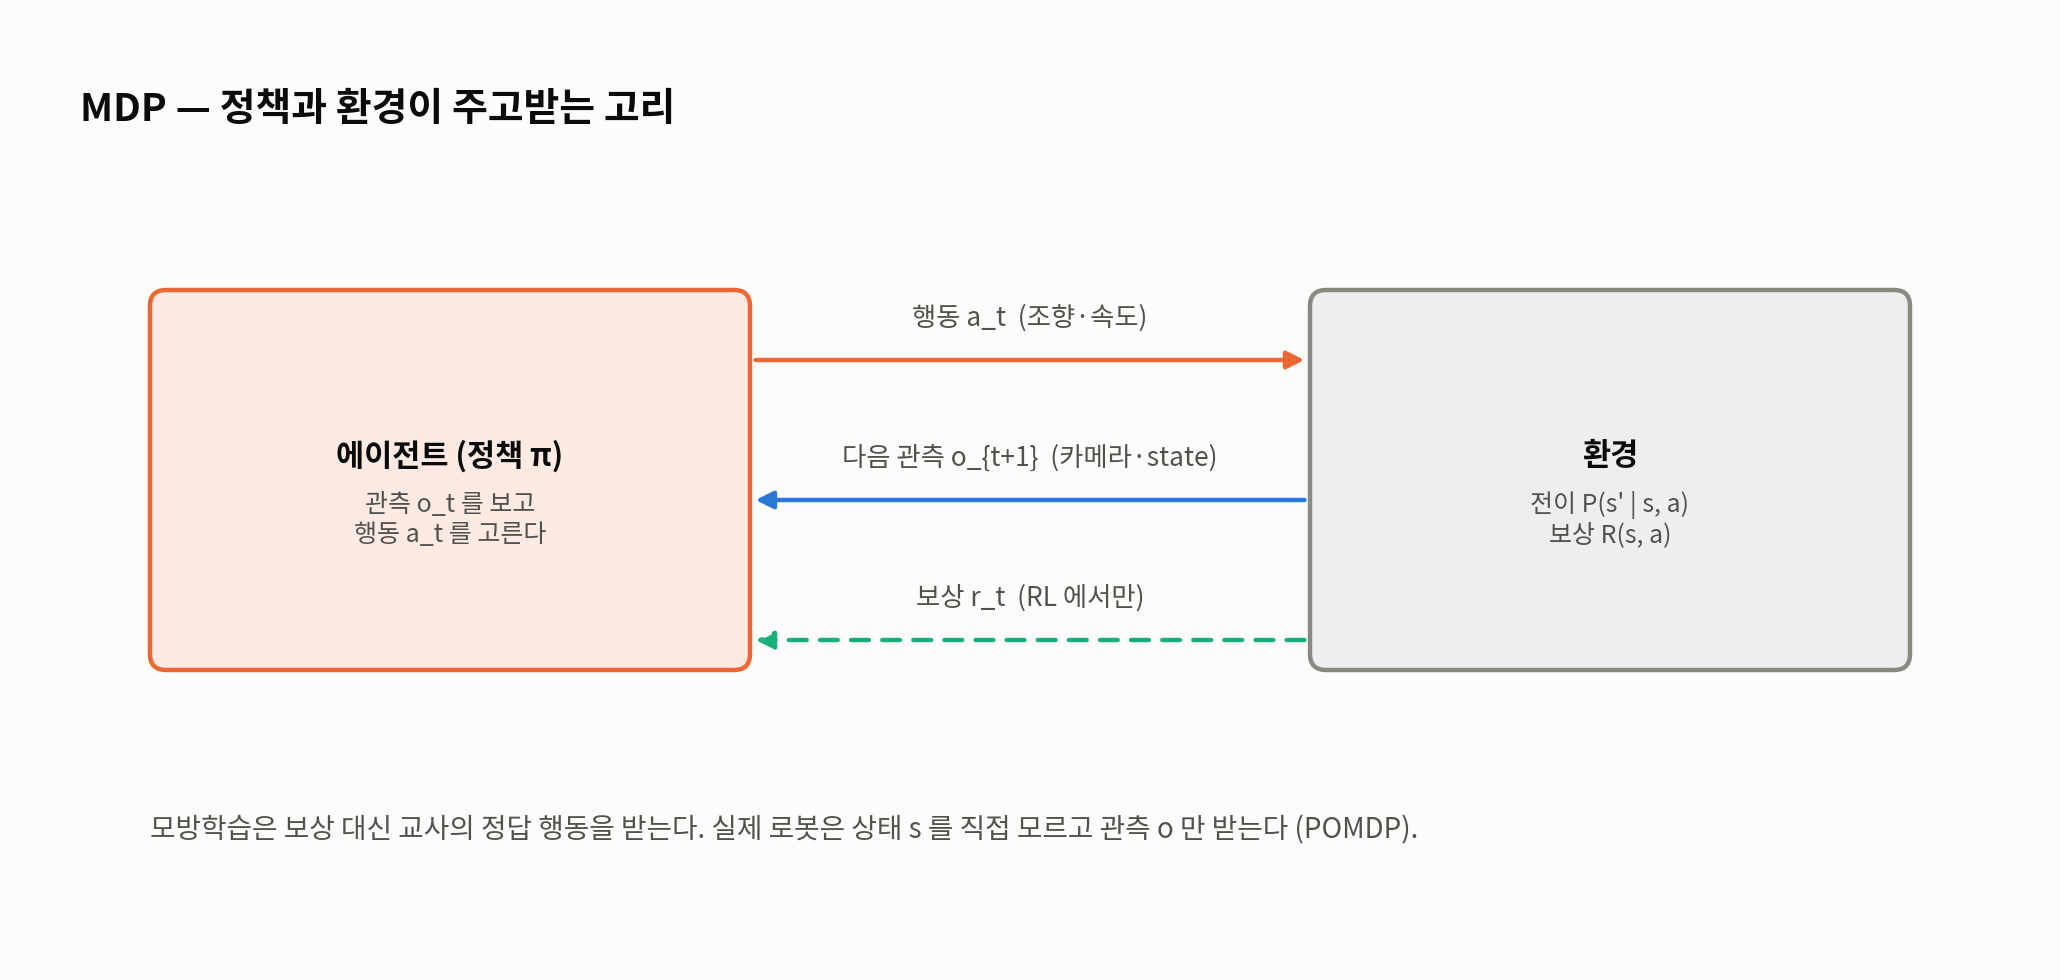 MDP — 정책과 환경이 주고받는 고리
행동 a_t (조향·속도)
에이전트 (정책 π)
관측 o_t 를 보고
행동 a_t 를 고른다
다음 관측 o_{t+1} (카메라·state)
환경
전이 P(s' | s, a)
보상 R(s, a)
보상 r_t (RL 에서만)
모방학습은 보상 대신 교사의 정답 행동을 받는다. 실제 로봇은 상태 s 를 직접 모르고 관측 o 만 받는다 (POMDP).